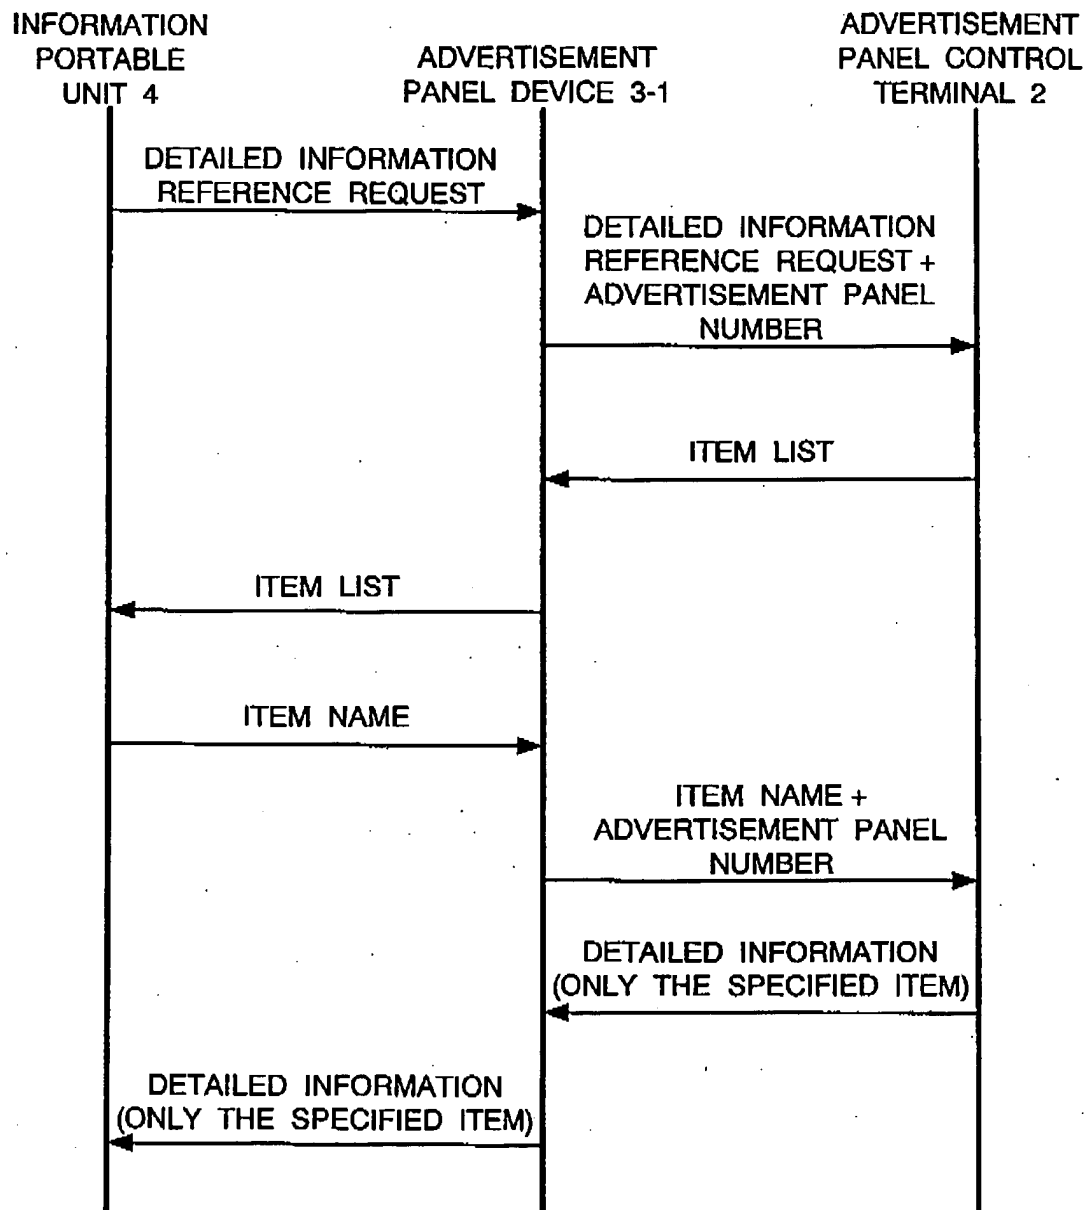 INFORMATION
PORTABLE
UNIT 4
ADVERTISEMENT
PANEL DEVICE 3-1
ADVERTISEMENT
PANEL CONTROL
TERMINAL 2
DETAILED INFORMATION
REFERENCE REQUEST
DETAILED INFORMATION
REFERENCE REQUEST +
ADVERTISEMENT PANEL
NUMBER
ITEM LIST
ITEM LIST
ITEM NAME
ITEM NAME +
ADVERTISEMENT PANEL
NUMBER
DETAILED INFORMATION
(ONLY THE SPECIFIED ITEM)
DETAILED INFORMATION
(ONLY THE SPECIFIED ITEM)